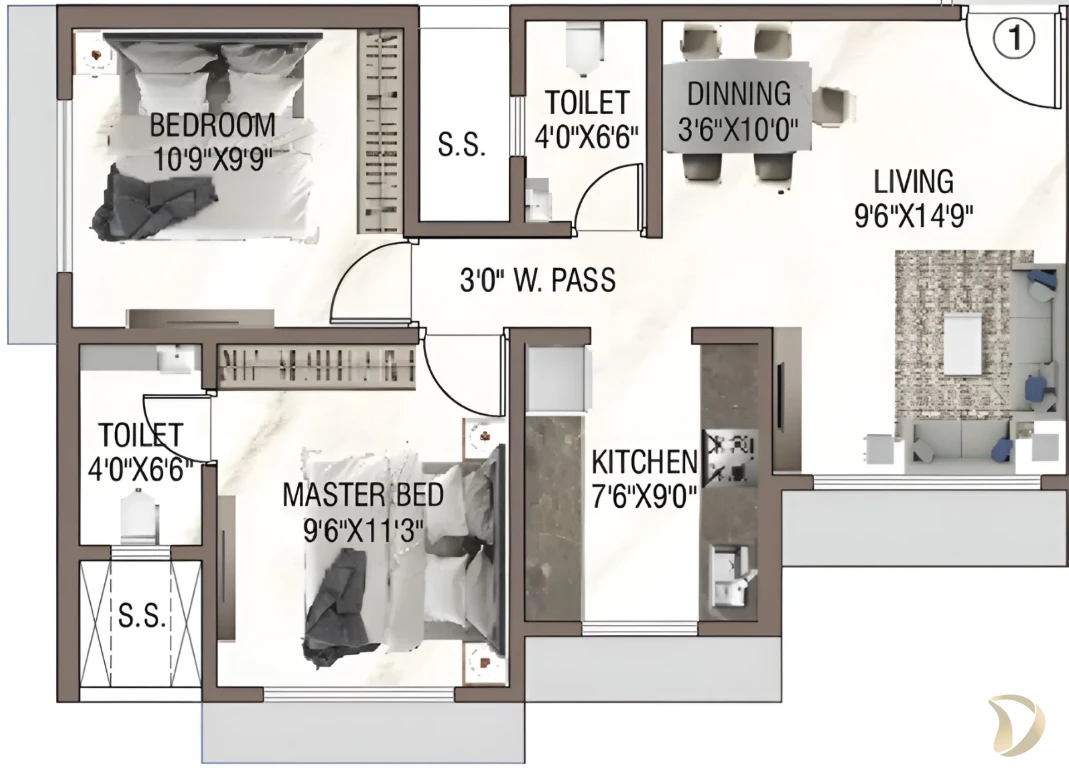 1
BEDROOM
10'9"X9'9"
S.S.
TOILET
4'0"X6'6"
DINNING
3'6"X10'0"
LIVING
9'6"X14'9"
3'0" W. PASS
TOILET
4'0"X6'6"
MASTER BED
9'6"X11'3"
KITCHEN
7'6"X9'0"
S.S.